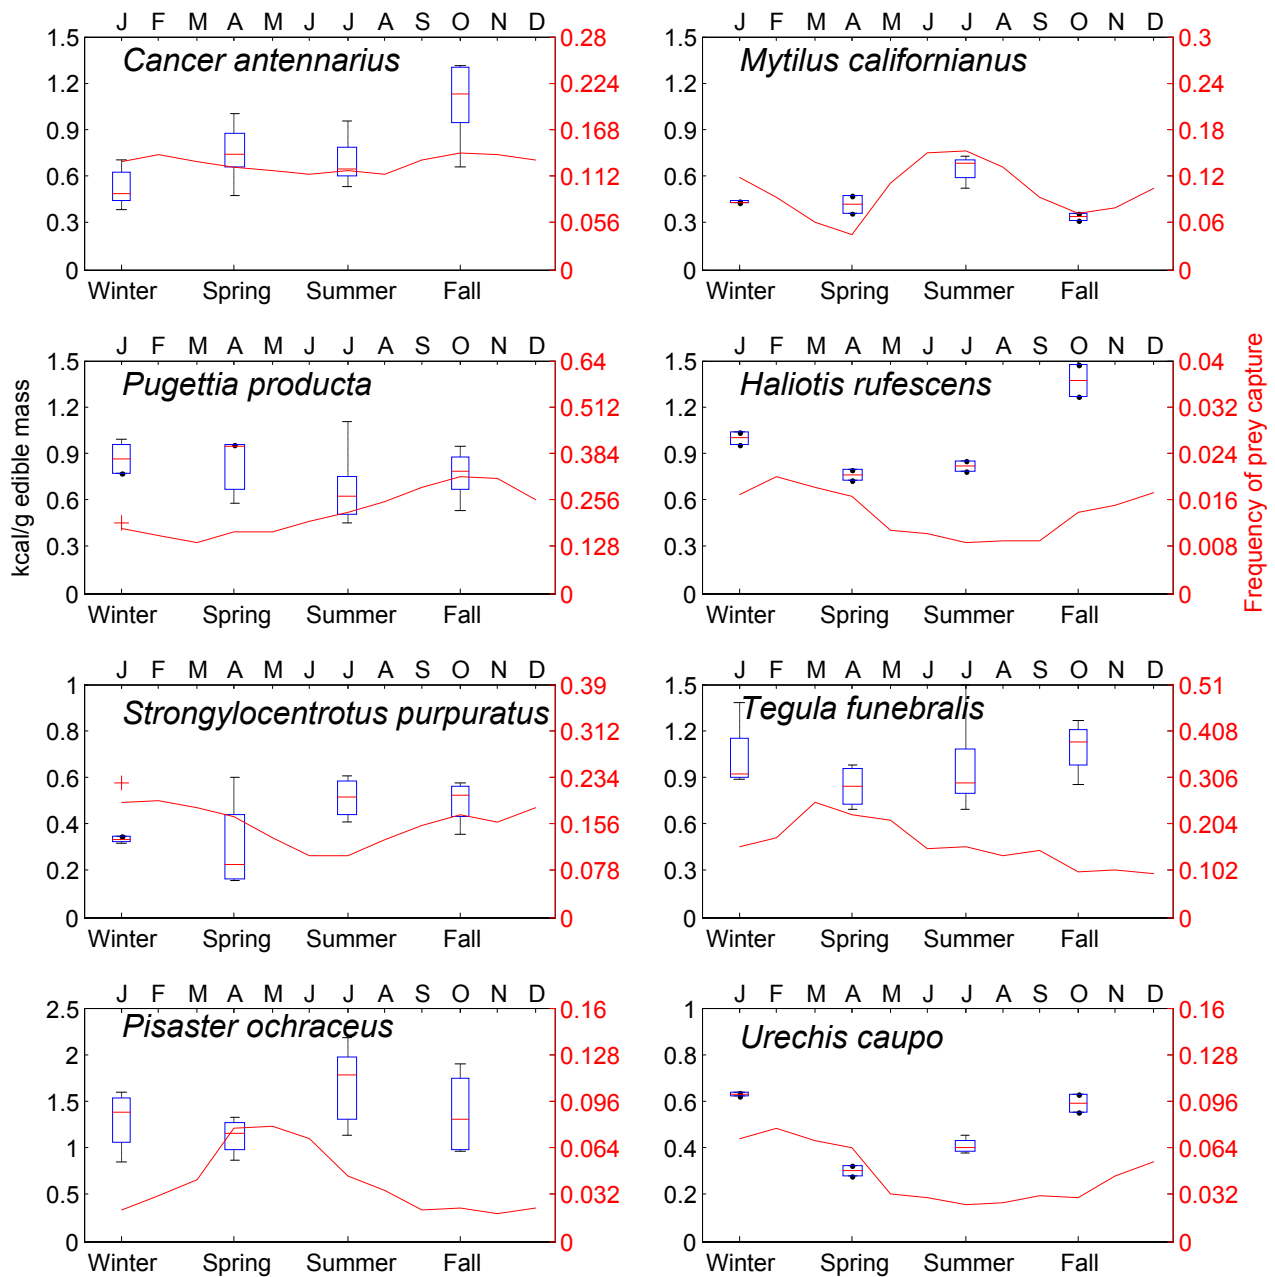 J F M A M J J A S O N D
Cancer antennarius
1.5 1.2 0.9 0.6 0.3 0
0.28 0.224 0.168 0.112 0.056 0
Winter Spring Summer Fall
J F M A M J J A S O N D
Mytilus californianus
1.5 1.2 0.9 0.6 0.3 0
0.3 0.24 0.18 0.12 0.06 0
Winter Spring Summer Fall
kcal/g edible mass
J F M A M J J A S O N D
Pugettia producta
1.5 1.2 0.9 0.6 0.3 0
0.64 0.512 0.384 0.256 0.128 0
Winter Spring Summer Fall
J F M A M J J A S O N D
Haliotis rufescens
1.5 1.2 0.9 0.6 0.3 0
0.04 0.032 0.024 0.016 0.008 0
Winter Spring Summer Fall
Frequency of prey capture
J F M A M J J A S O N D
Strongylocentrotus purpuratus
1 0.8 0.6 0.4 0.2 0
0.39 0.312 0.234 0.156 0.078 0
Winter Spring Summer Fall
J F M A M J J A S O N D
Tegula funebralis
1.5 1.2 0.9 0.6 0.3 0
0.51 0.408 0.306 0.204 0.102 0
Winter Spring Summer Fall
J F M A M J J A S O N D
Pisaster ochraceus
2.5 2 1.5 1 0.5 0
0.16 0.128 0.096 0.064 0.032 0
Winter Spring Summer Fall
J F M A M J J A S O N D
Urechis caupo
1 0.8 0.6 0.4 0.2 0
0.16 0.128 0.096 0.064 0.032 0
Winter Spring Summer Fall